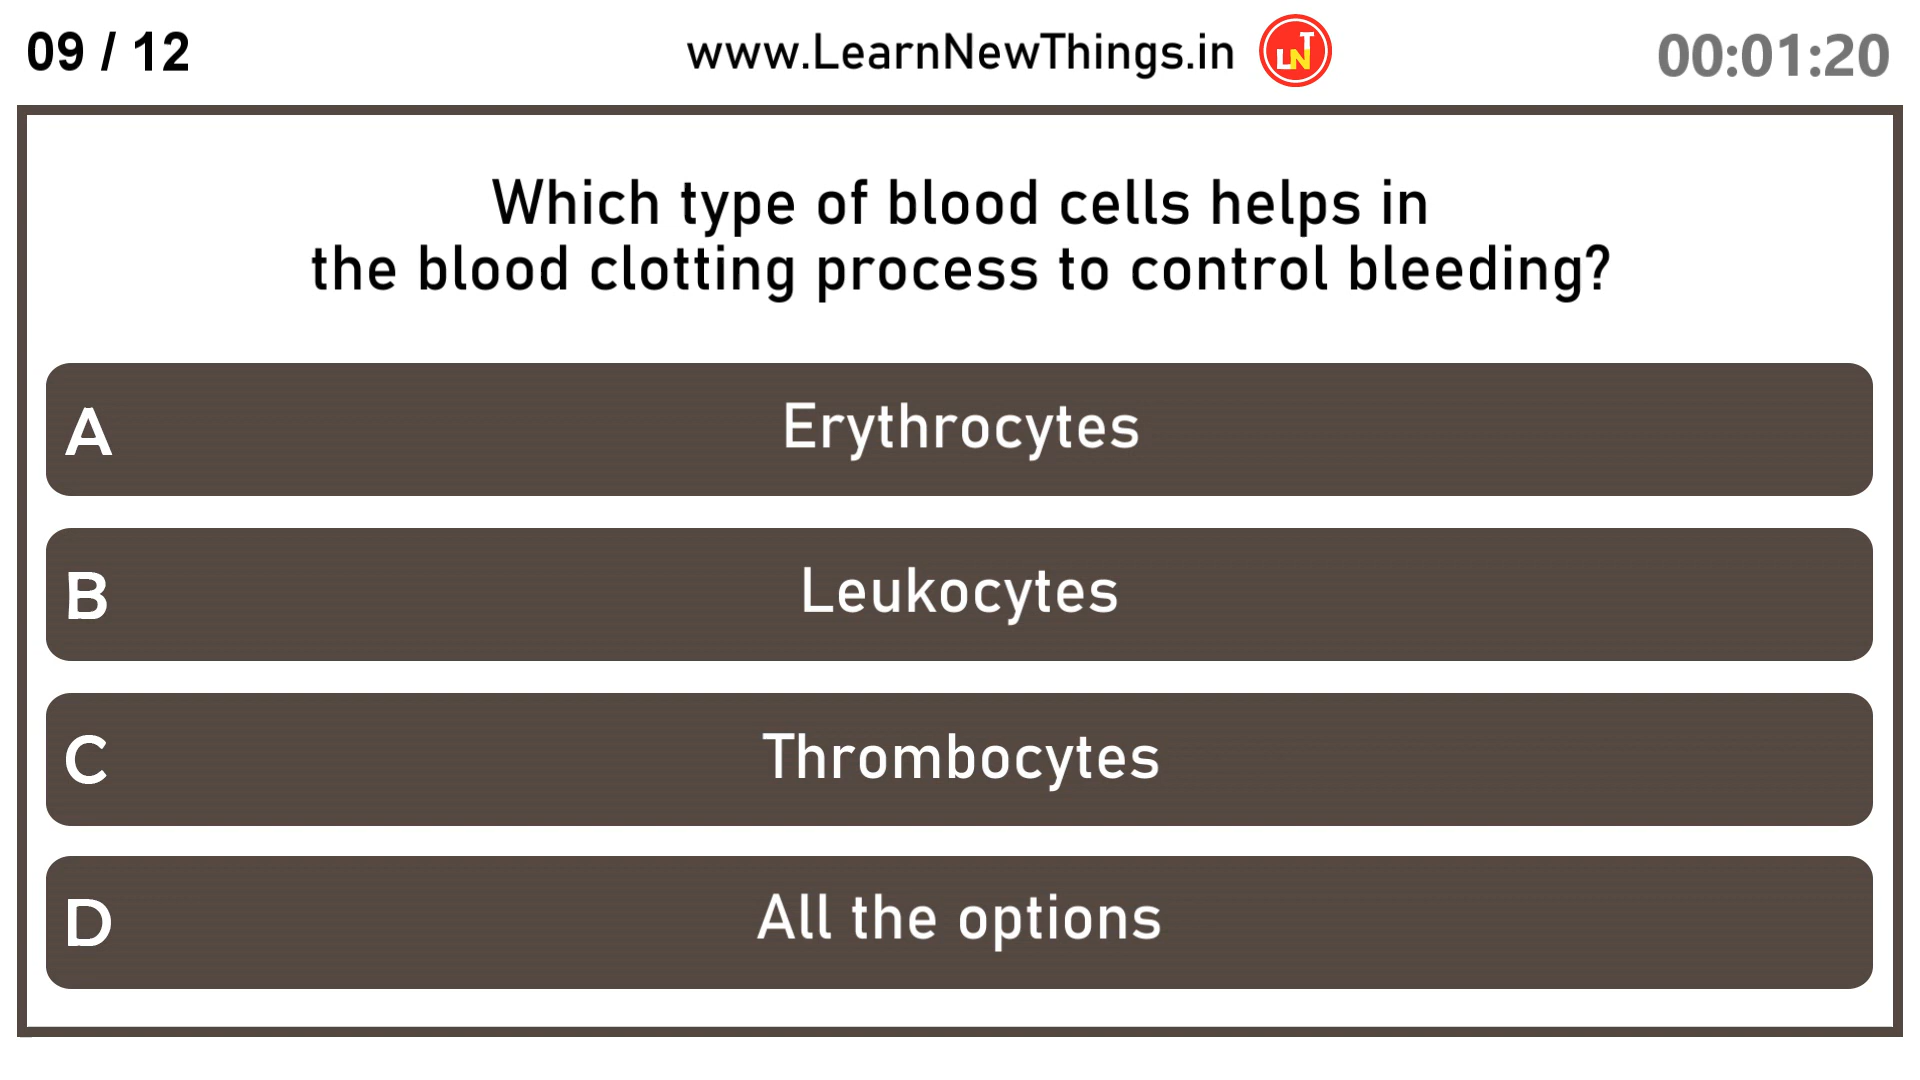 09 / 12
www.LearnNewThings.in
LNT
00:01:20
Which type of blood cells helps in
the blood clotting process to control bleeding?
A Erythrocytes
B Leukocytes
C Thrombocytes
D All the options